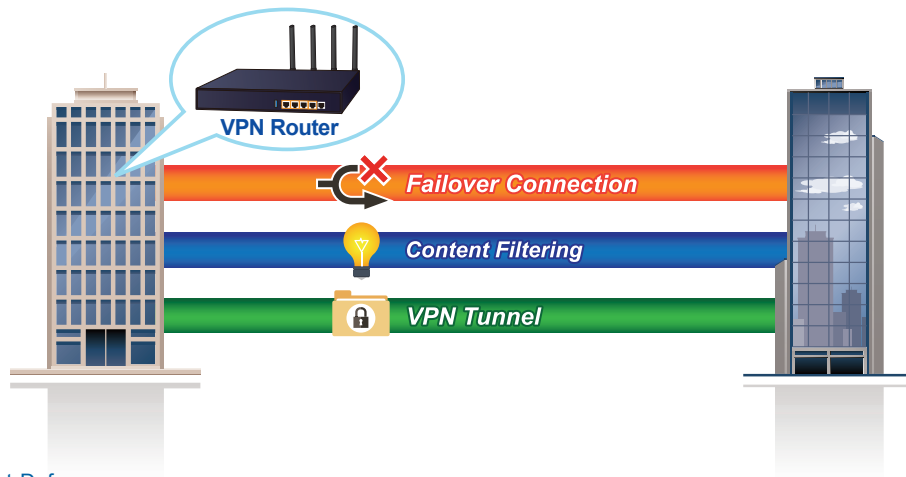 VPN Router
Failover Connection
Content Filtering
VPN Tunnel